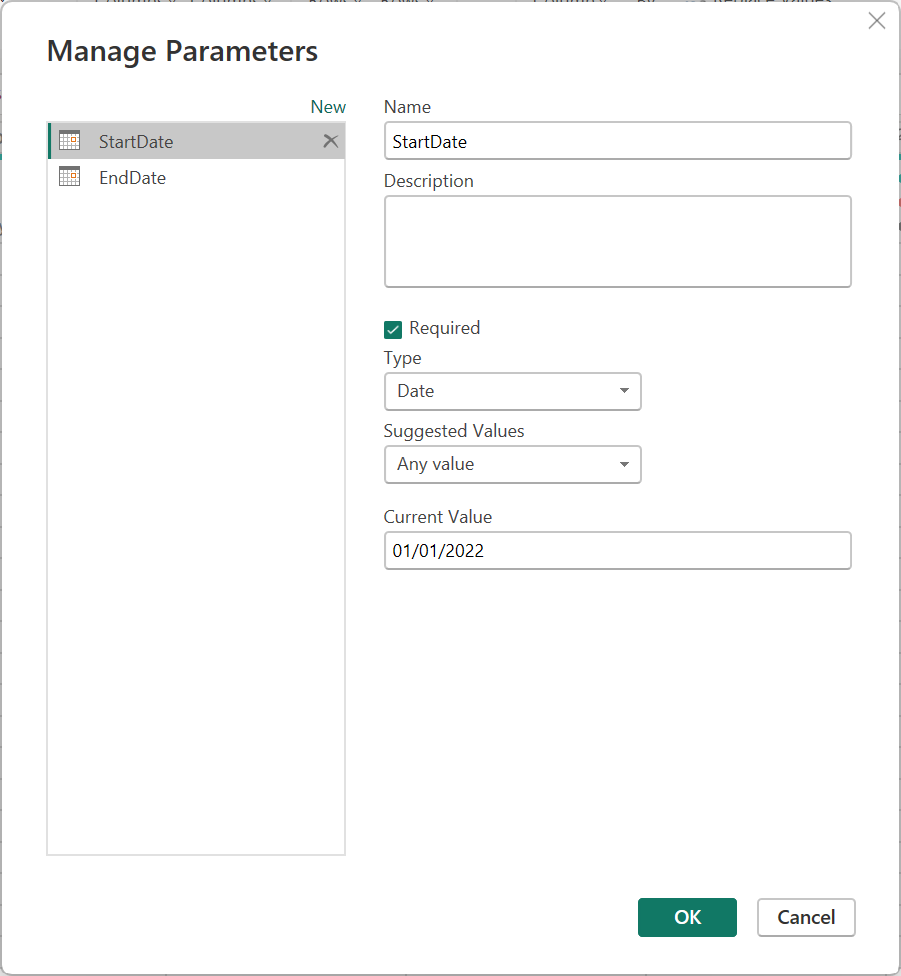 Manage Parameters
New
StartDate
EndDate
Name
StartDate
Description
Required
Type
Date
Suggested Values
Any value
Current Value
01/01/2022
OK
Cancel